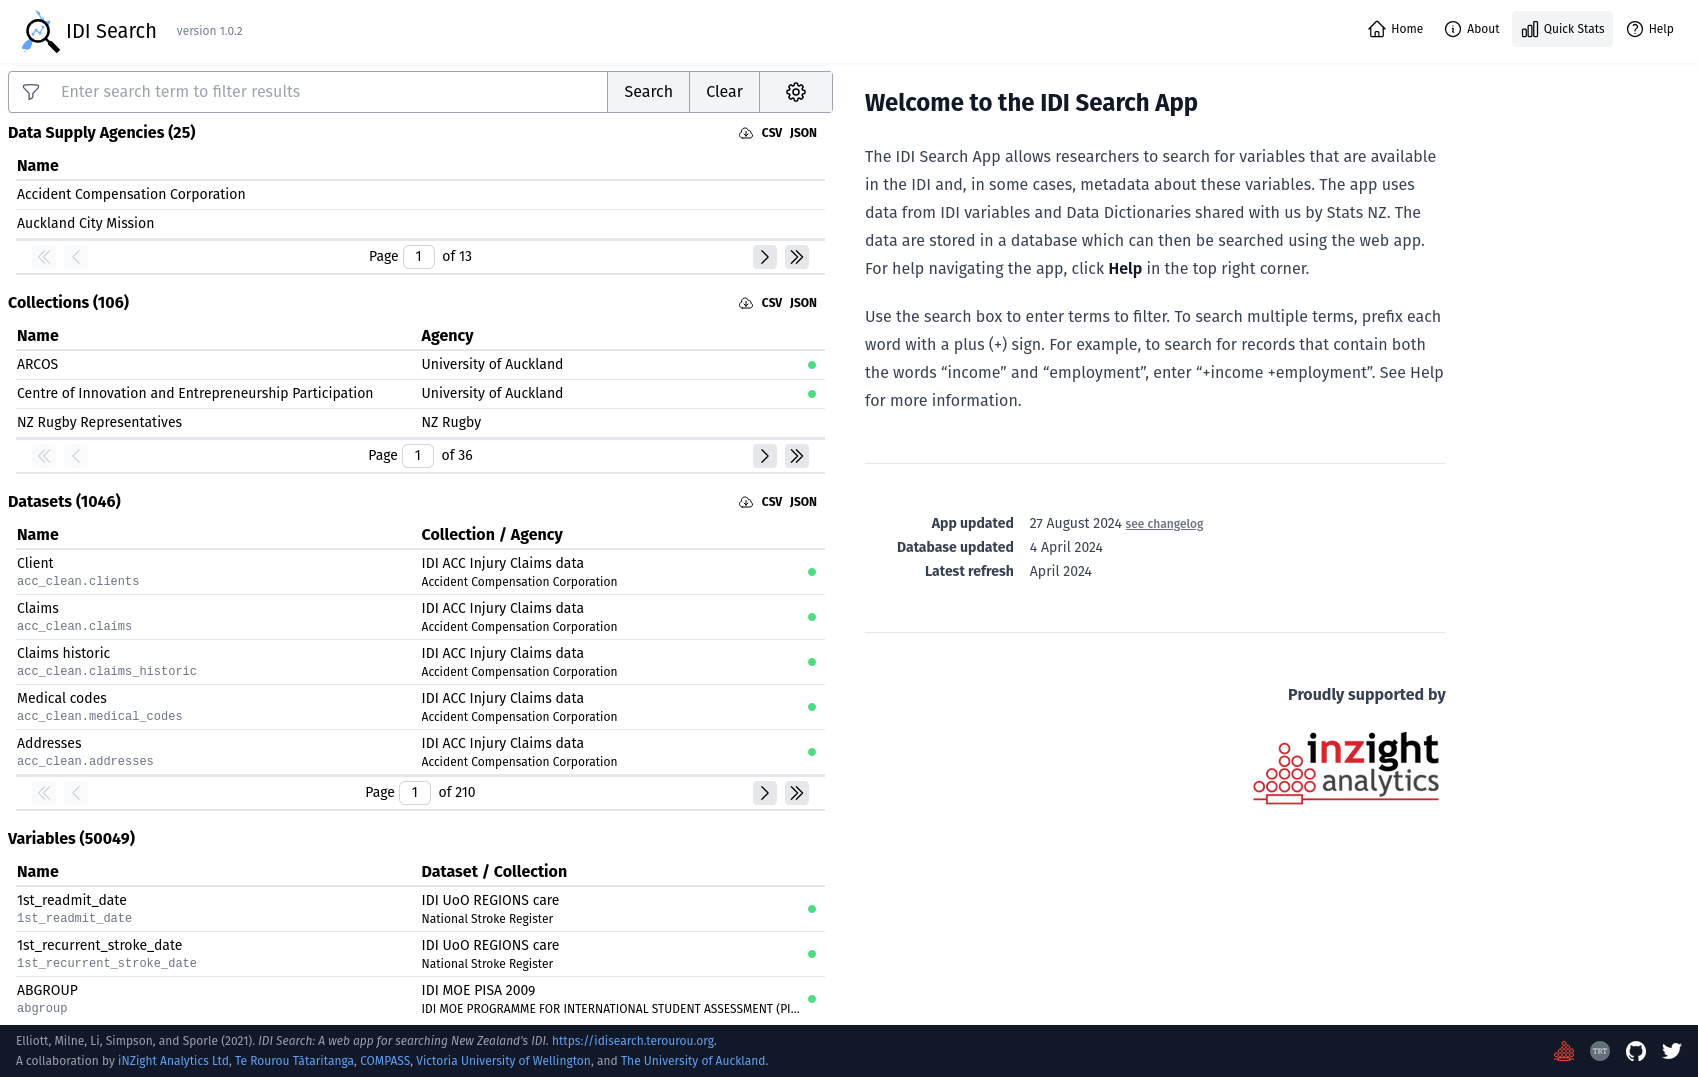 IDI Search version 1.0.2
Home About Quick Stats Help
Enter search term to filter results Search Clear
Data Supply Agencies (25) CSV JSON
Name
Accident Compensation Corporation
Auckland City Mission
Page 1 of 13
Collections (106) CSV JSON
Name Agency
ARCOS University of Auckland
Centre of Innovation and Entrepreneurship Participation University of Auckland
NZ Rugby Representatives NZ Rugby
Page 1 of 36
Datasets (1046) CSV JSON
Name Collection / Agency
Client IDI ACC Injury Claims data
acc_clean.clients Accident Compensation Corporation
Claims IDI ACC Injury Claims data
acc_clean.claims Accident Compensation Corporation
Claims historic IDI ACC Injury Claims data
acc_clean.claims_historic Accident Compensation Corporation
Medical codes IDI ACC Injury Claims data
acc_clean.medical_codes Accident Compensation Corporation
Addresses IDI ACC Injury Claims data
acc_clean.addresses Accident Compensation Corporation
Page 1 of 210
Variables (50049)
Name Dataset / Collection
1st_readmit_date IDI UoO REGIONS care
1st_readmit_date National Stroke Register
1st_recurrent_stroke_date IDI UoO REGIONS care
1st_recurrent_stroke_date National Stroke Register
ABGROUP IDI MOE PISA 2009
abgroup IDI MOE PROGRAMME FOR INTERNATIONAL STUDENT ASSESSMENT (PI...
Welcome to the IDI Search App
The IDI Search App allows researchers to search for variables that are available
in the IDI and, in some cases, metadata about these variables. The app uses
data from IDI variables and Data Dictionaries shared with us by Stats NZ. The
data are stored in a database which can then be searched using the web app.
For help navigating the app, click Help in the top right corner.
Use the search box to enter terms to filter. To search multiple terms, prefix each
word with a plus (+) sign. For example, to search for records that contain both
the words “income” and “employment”, enter “+income +employment”. See Help
for more information.
App updated 27 August 2024 see changelog
Database updated 4 April 2024
Latest refresh April 2024
Proudly supported by
inzight
analytics
Elliott, Milne, Li, Simpson, and Sporle (2021). IDI Search: A web app for searching New Zealand's IDI. https://idisearch.terourou.org.
A collaboration by iNZight Analytics Ltd, Te Rourou Tātaritanga, COMPASS, Victoria University of Wellington, and The University of Auckland.
TRT